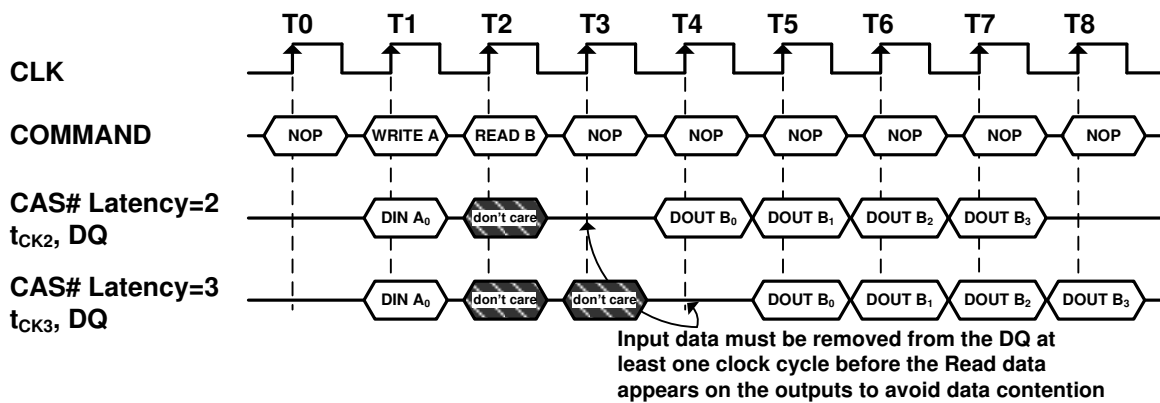 T0 T1 T2 T3 T4 T5 T6 T7 T8
CLK
COMMAND NOP WRITE A READ B NOP NOP NOP NOP NOP NOP
CAS# Latency=2
tCK2, DQ
DIN A0 don't care DOUT B0 DOUT B1 DOUT B2 DOUT B3
CAS# Latency=3
tCK3, DQ
DIN A0 don't care don't care DOUT B0 DOUT B1 DOUT B2 DOUT B3
Input data must be removed from the DQ at
least one clock cycle before the Read data
appears on the outputs to avoid data contention